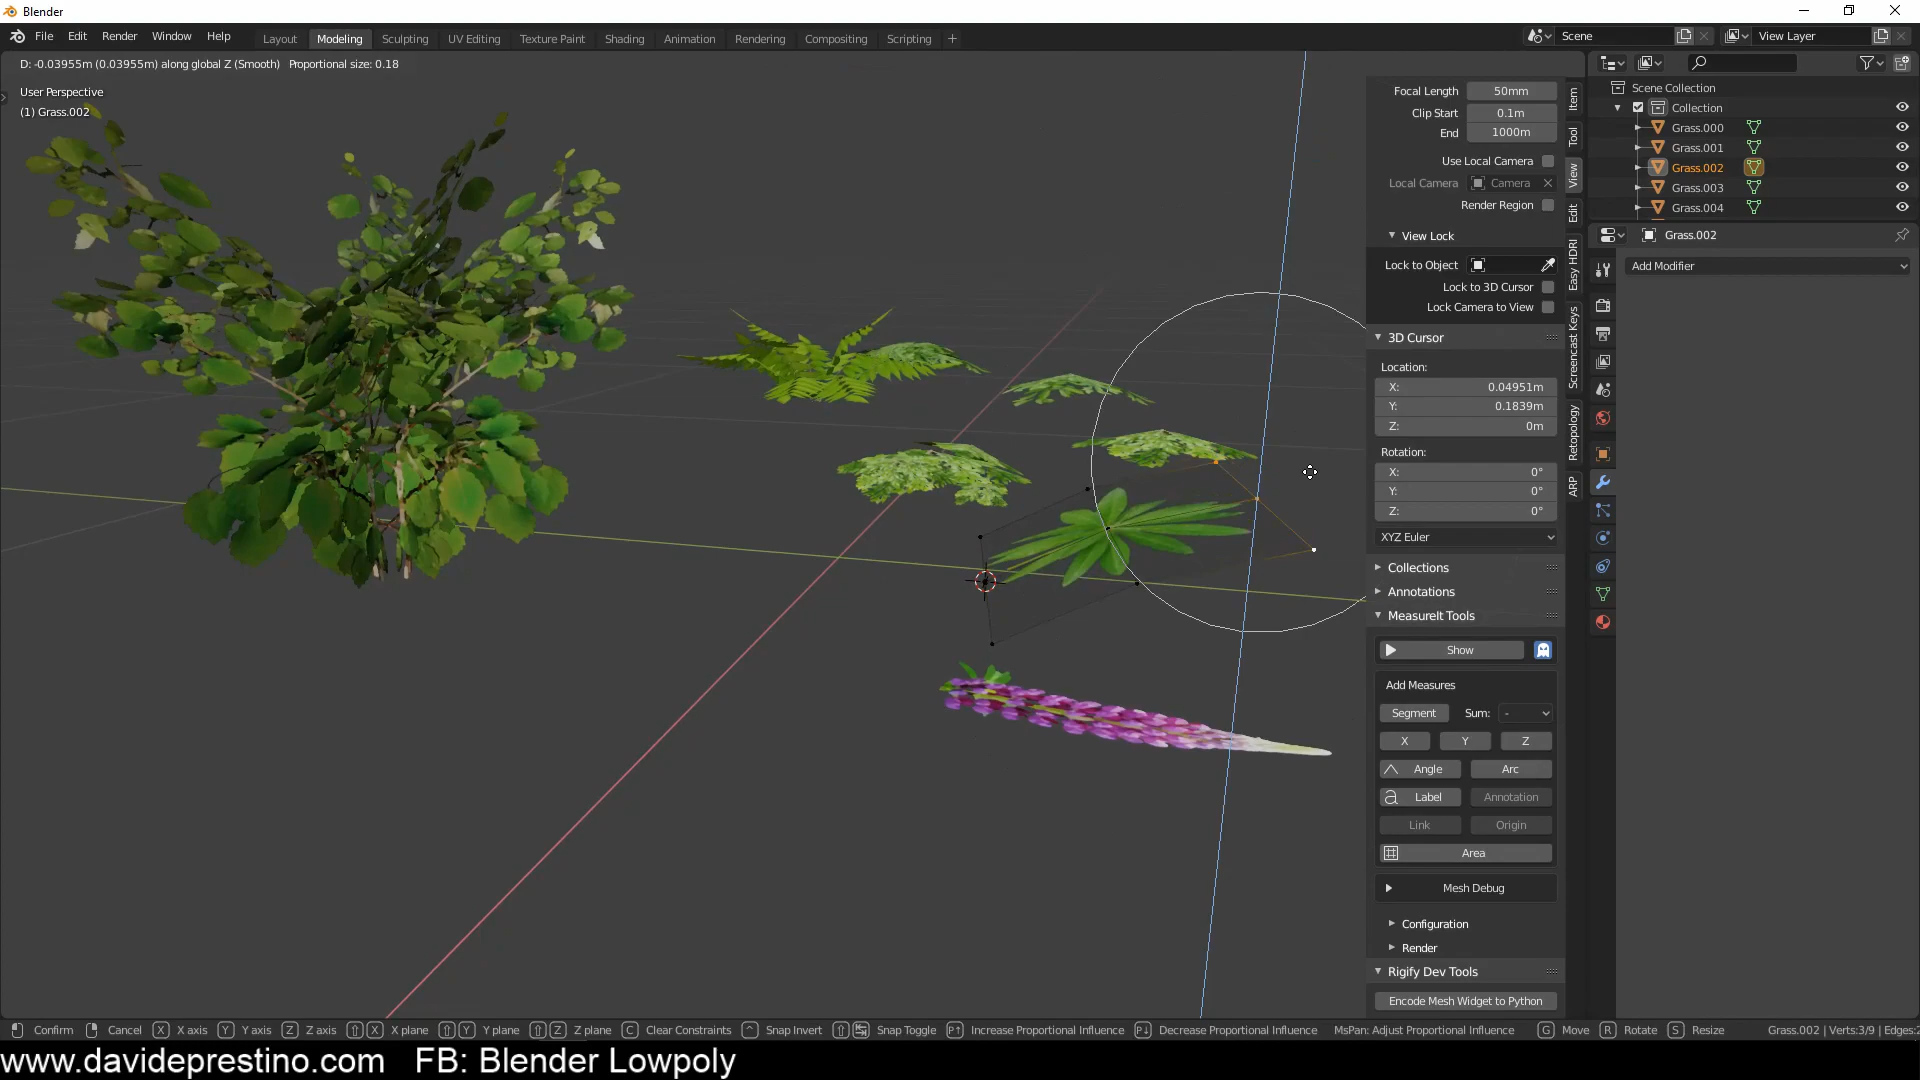 Blender
File Edit Render Window Help
Layout Modeling Sculpting UV Editing Texture Paint Shading Animation Rendering Compositing Scripting +
Scene
View Layer
D: -0.03955m (0.03955m) along global Z (Smooth) Proportional size: 0.18
User Perspective
(1) Grass.002
Focal Length 50mm
Clip Start 0.1m
End 1000m
Use Local Camera
Local Camera Camera
Render Region
View Lock
Lock to Object
Lock to 3D Cursor
Lock Camera to View
3D Cursor
Location:
X: 0.04951m
Y: 0.1839m
Z: 0m
Rotation:
X: 0°
Y: 0°
Z: 0°
XYZ Euler
Collections
Annotations
MeasureIt Tools
Show
Add Measures
Segment Sum: -
X Y Z
Angle Arc
Label Annotation
Link Origin
Area
Mesh Debug
Configuration
Render
Rigify Dev Tools
Encode Mesh Widget to Python
Item
Tool
View
Edit
Easy HDRI
Screencast Keys
Retopology
ARP
Scene Collection
Collection
Grass.000
Grass.001
Grass.002
Grass.003
Grass.004
Grass.002
Add Modifier
Confirm Cancel X X axis Y Y axis Z Z axis X X plane Y Y plane Z Z plane C Clear Constraints Snap Invert Snap Toggle Increase Proportional Influence Decrease Proportional Influence MsPan: Adjust Proportional Influence G Move R Rotate S Resize Grass.002 | Verts:3/9 | Edges:2
www.davideprestino.com FB: Blender Lowpoly